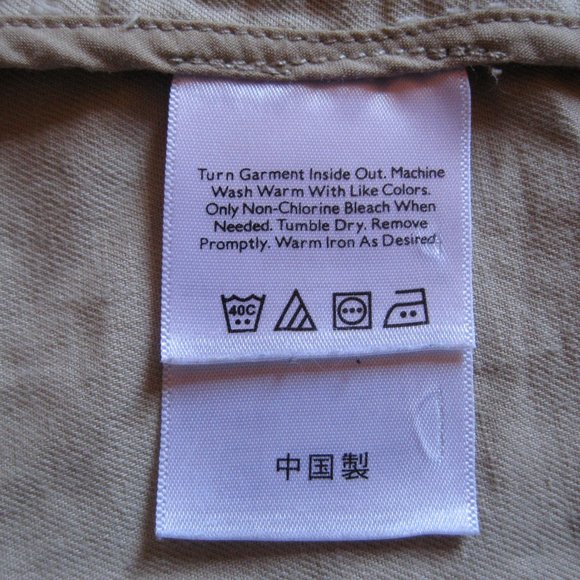 Turn Garment Inside Out. Machine
Wash Warm With Like Colors.
Only Non-Chlorine Bleach When
Needed. Tumble Dry. Remove
Promptly. Warm Iron As Desired.
40C
中国製